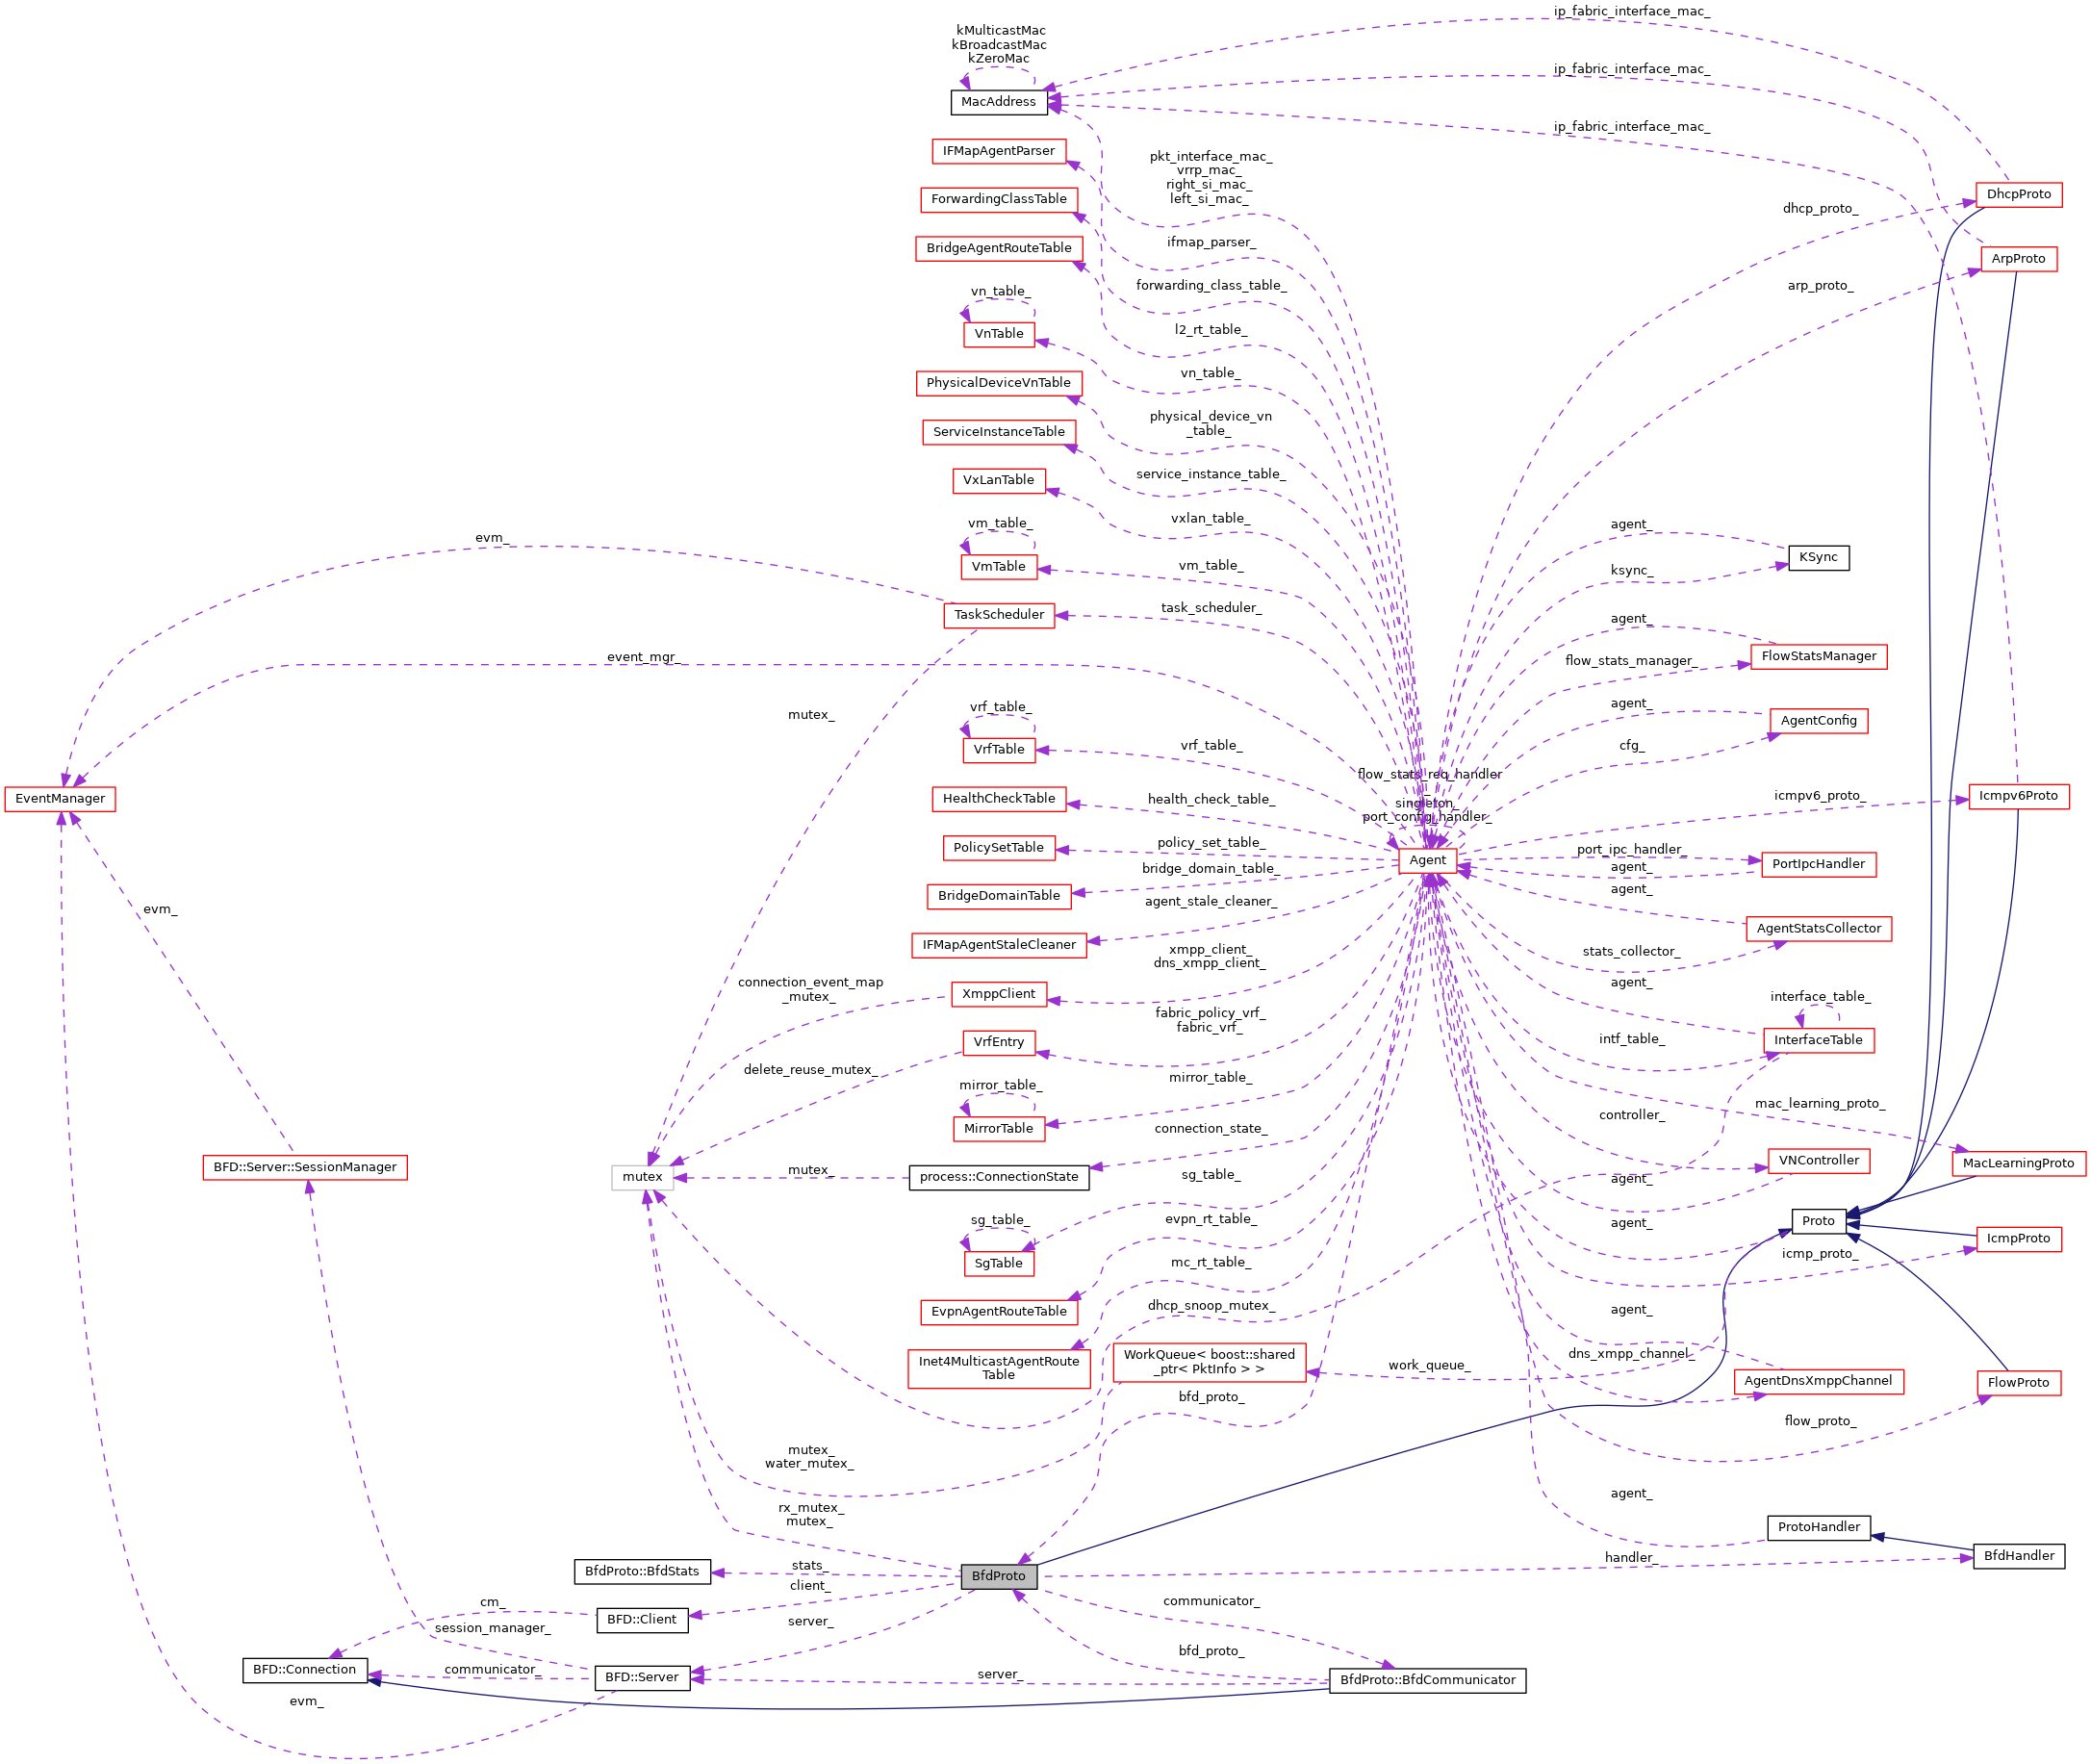 ip_fabric_interface_mac_
kMulticastMac
kBroadcastMac
kZeroMac
ip_fabric_interface_mac_
MacAddress
ip_fabric_interface_mac_
IFMapAgentParser
pkt_interface_mac_
vrrp_mac_
right_si_mac_
left_si_mac_
DhcpProto
ForwardingClassTable
dhcp_proto_
BridgeAgentRouteTable
ifmap_parser_
ArpProto
forwarding_class_table_
arp_proto_
vn_table_
VnTable
l2_rt_table_
vn_table_
PhysicalDeviceVnTable
physical_device_vn
_table_
ServiceInstanceTable
service_instance_table_
VxLanTable
vxlan_table_
agent_
vm_table_
evm_
KSync
VmTable
vm_table_
ksync_
TaskScheduler
task_scheduler_
agent_
event_mgr_
flow_stats_manager_
FlowStatsManager
mutex_
vrf_table_
agent_
AgentConfig
VrfTable
vrf_table_
cfg_
flow_stats_req_handler
_
singleton_
port_config_handler_
EventManager
HealthCheckTable
health_check_table_
icmpv6_proto_
Icmpv6Proto
PolicySetTable
policy_set_table_
Agent
port_ipc_handler_
agent_
PortIpcHandler
BridgeDomainTable
bridge_domain_table_
agent_
evm_
agent_stale_cleaner_
AgentStatsCollector
IFMapAgentStaleCleaner
xmpp_client_
dns_xmpp_client_
stats_collector_
connection_event_map
_mutex_
XmppClient
agent_
interface_table_
fabric_policy_vrf_
fabric_vrf_
VrfEntry
intf_table_
InterfaceTable
delete_reuse_mutex_
mirror_table_
mirror_table_
MirrorTable
mac_learning_proto_
controller_
connection_state_
BFD::Server::SessionManager
VNController
MacLearningProto
mutex
mutex_
process::ConnectionState
sg_table_
agent_
sg_table_
evpn_rt_table_
agent_
Proto
IcmpProto
SgTable
mc_rt_table_
icmp_proto_
EvpnAgentRouteTable
dhcp_snoop_mutex_
agent_
Inet4MulticastAgentRoute
Table
WorkQueue< boost::shared
_ptr< PktInfo > >
work_queue_
dns_xmpp_channel_
AgentDnsXmppChannel
FlowProto
bfd_proto_
flow_proto_
mutex_
water_mutex_
rx_mutex_
mutex_
agent_
ProtoHandler
BfdProto::BfdStats
stats_
BfdProto
handler_
BfdHandler
client_
cm_
BFD::Client
communicator_
session_manager_
server_
bfd_proto_
BFD::Connection
communicator_
BFD::Server
server_
BfdProto::BfdCommunicator
evm_